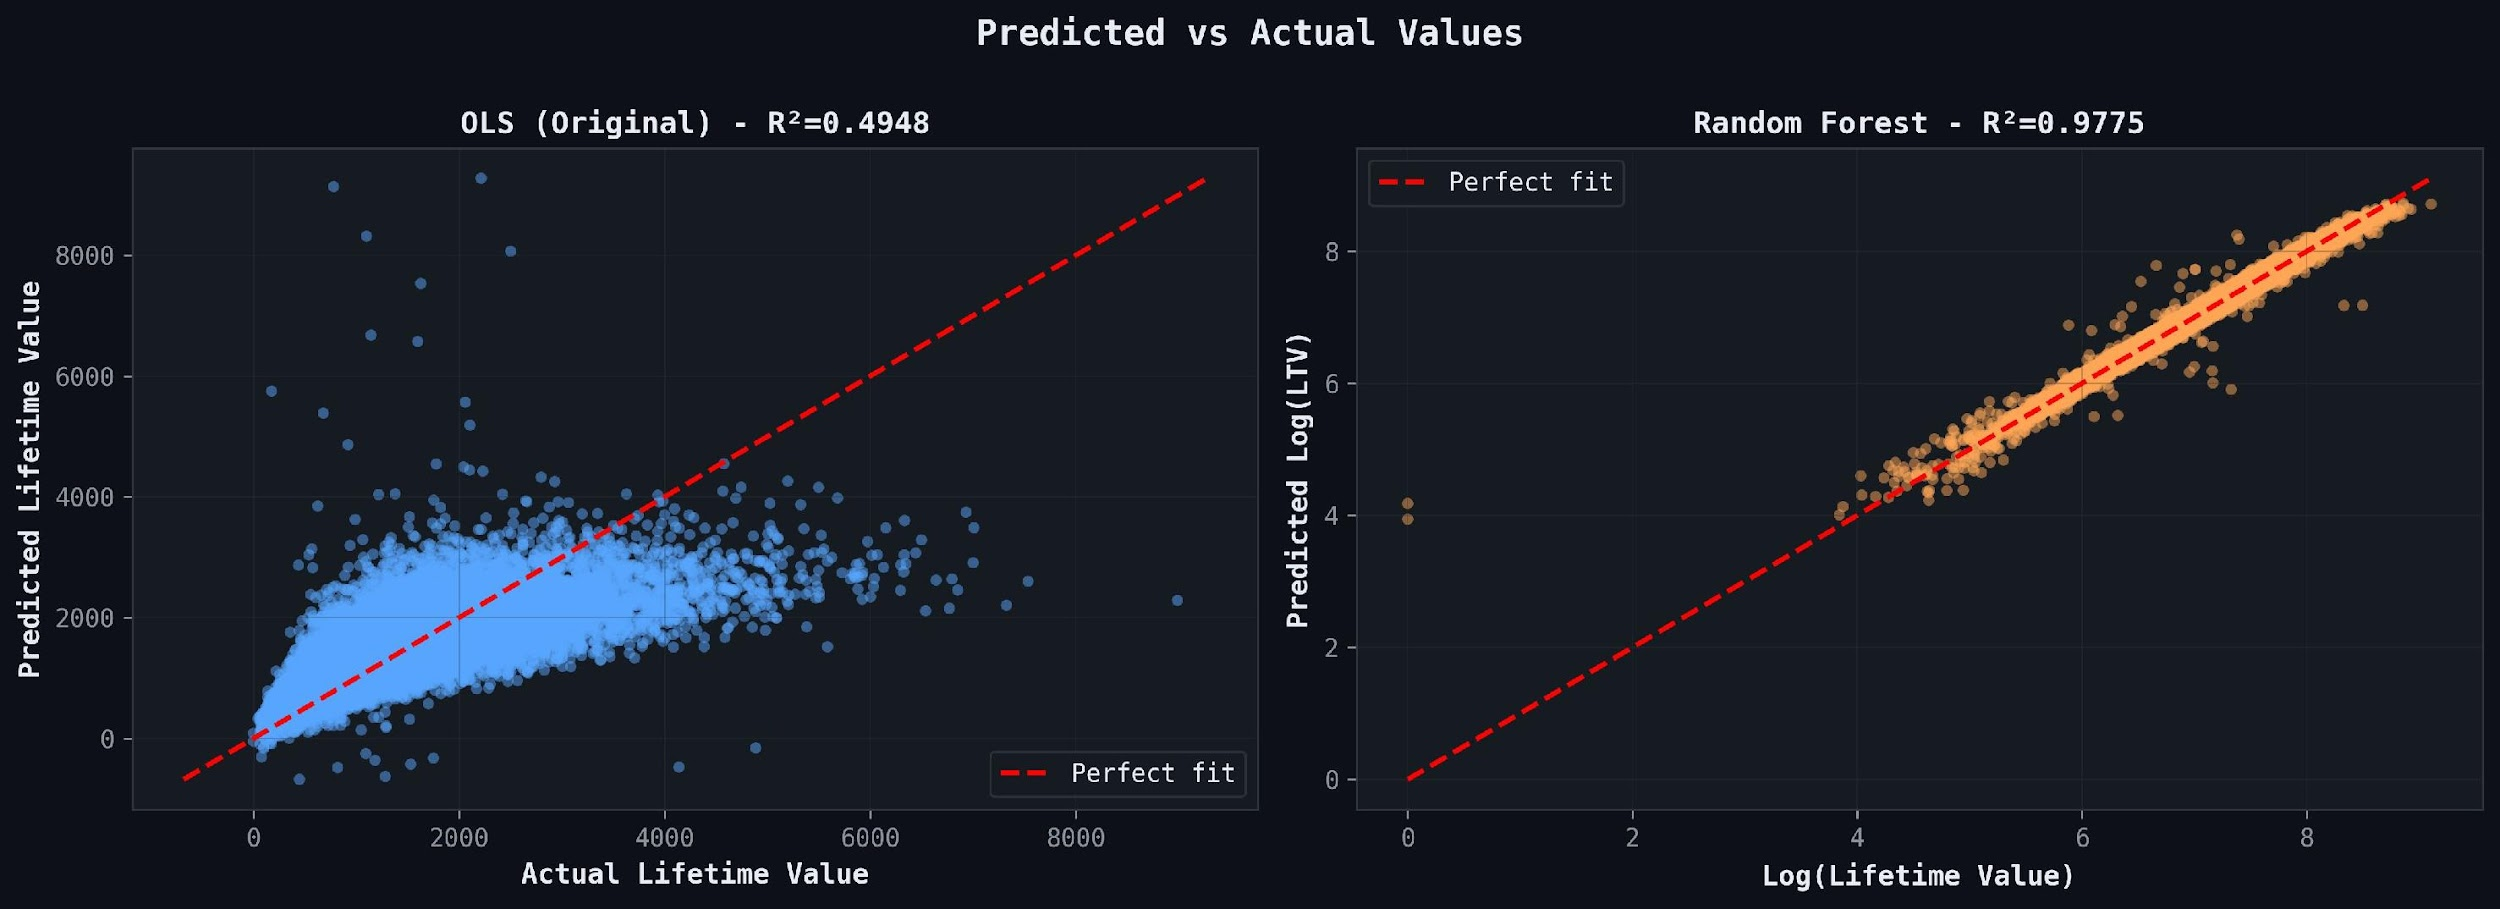 Predicted vs Actual Values
OLS (Original) - R²=0.4948
Predicted Lifetime Value
8000
6000
4000
2000
0
Perfect fit
0 2000 4000 6000 8000
Actual Lifetime Value
Random Forest - R²=0.9775
Perfect fit
Predicted Log(LTV)
8
6
4
2
0
0 2 4 6 8
Log(Lifetime Value)